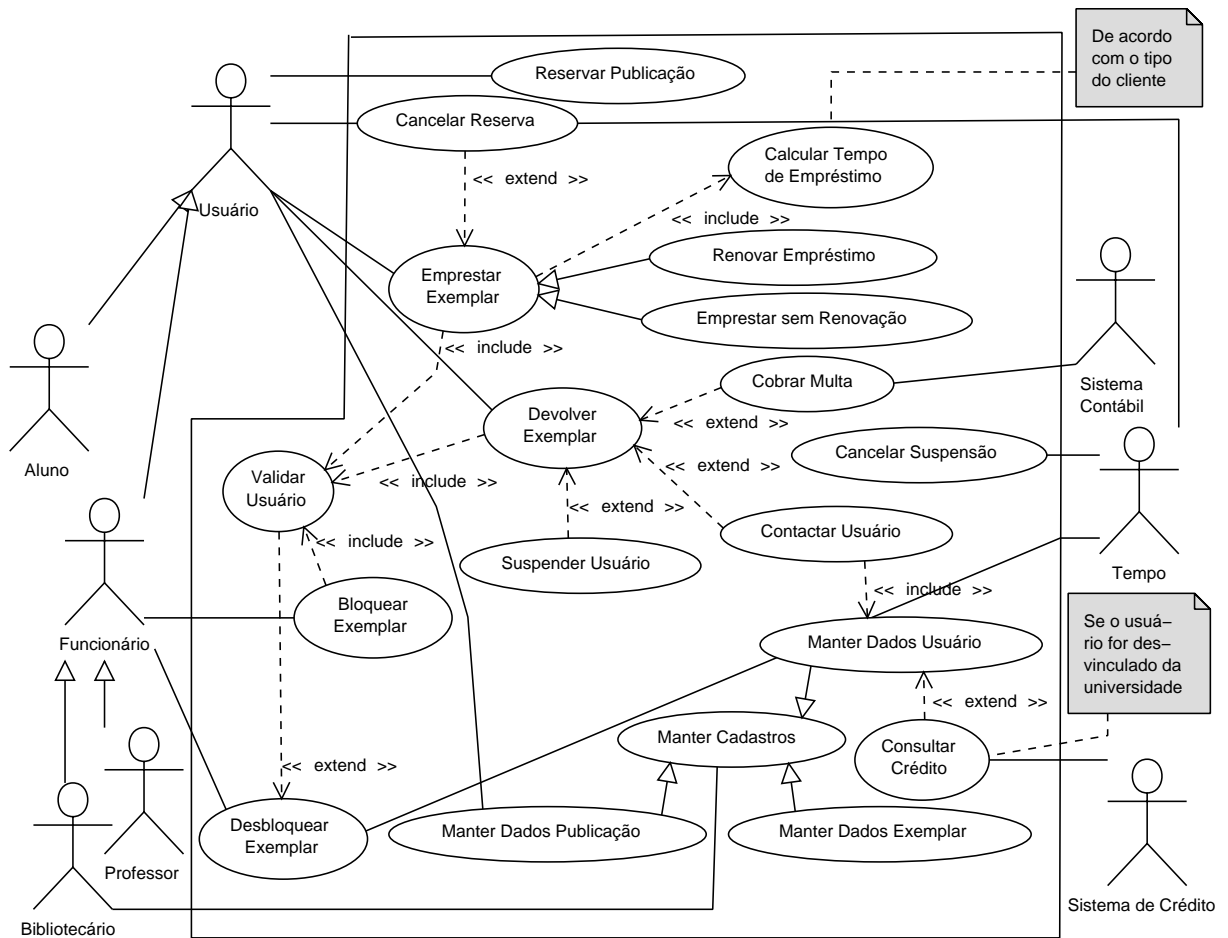 De acordo
com o tipo
do cliente
Reservar Publicação
Cancelar Reserva
Calcular Tempo
de Empréstimo
<< extend >>
Usuário
<< include >>
Renovar Empréstimo
Emprestar
Exemplar
Emprestar sem Renovação
<< include >>
Cobrar Multa
Sistema
Contábil
Devolver
Exemplar
<< extend >>
Aluno
Cancelar Suspensão
<< extend >>
Validar
Usuário
<< include >>
<< extend >>
Contactar Usuário
<< include >>
Suspender Usuário
Tempo
<< include >>
Bloquear
Exemplar
Funcionário
Manter Dados Usuário
Se o usuá–
rio for des–
vinculado da
universidade
<< extend >>
Manter Cadastros
Consultar
Crédito
<< extend >>
Desbloquear
Exemplar
Manter Dados Publicação
Manter Dados Exemplar
Professor
Bibliotecário
Sistema de Crédito